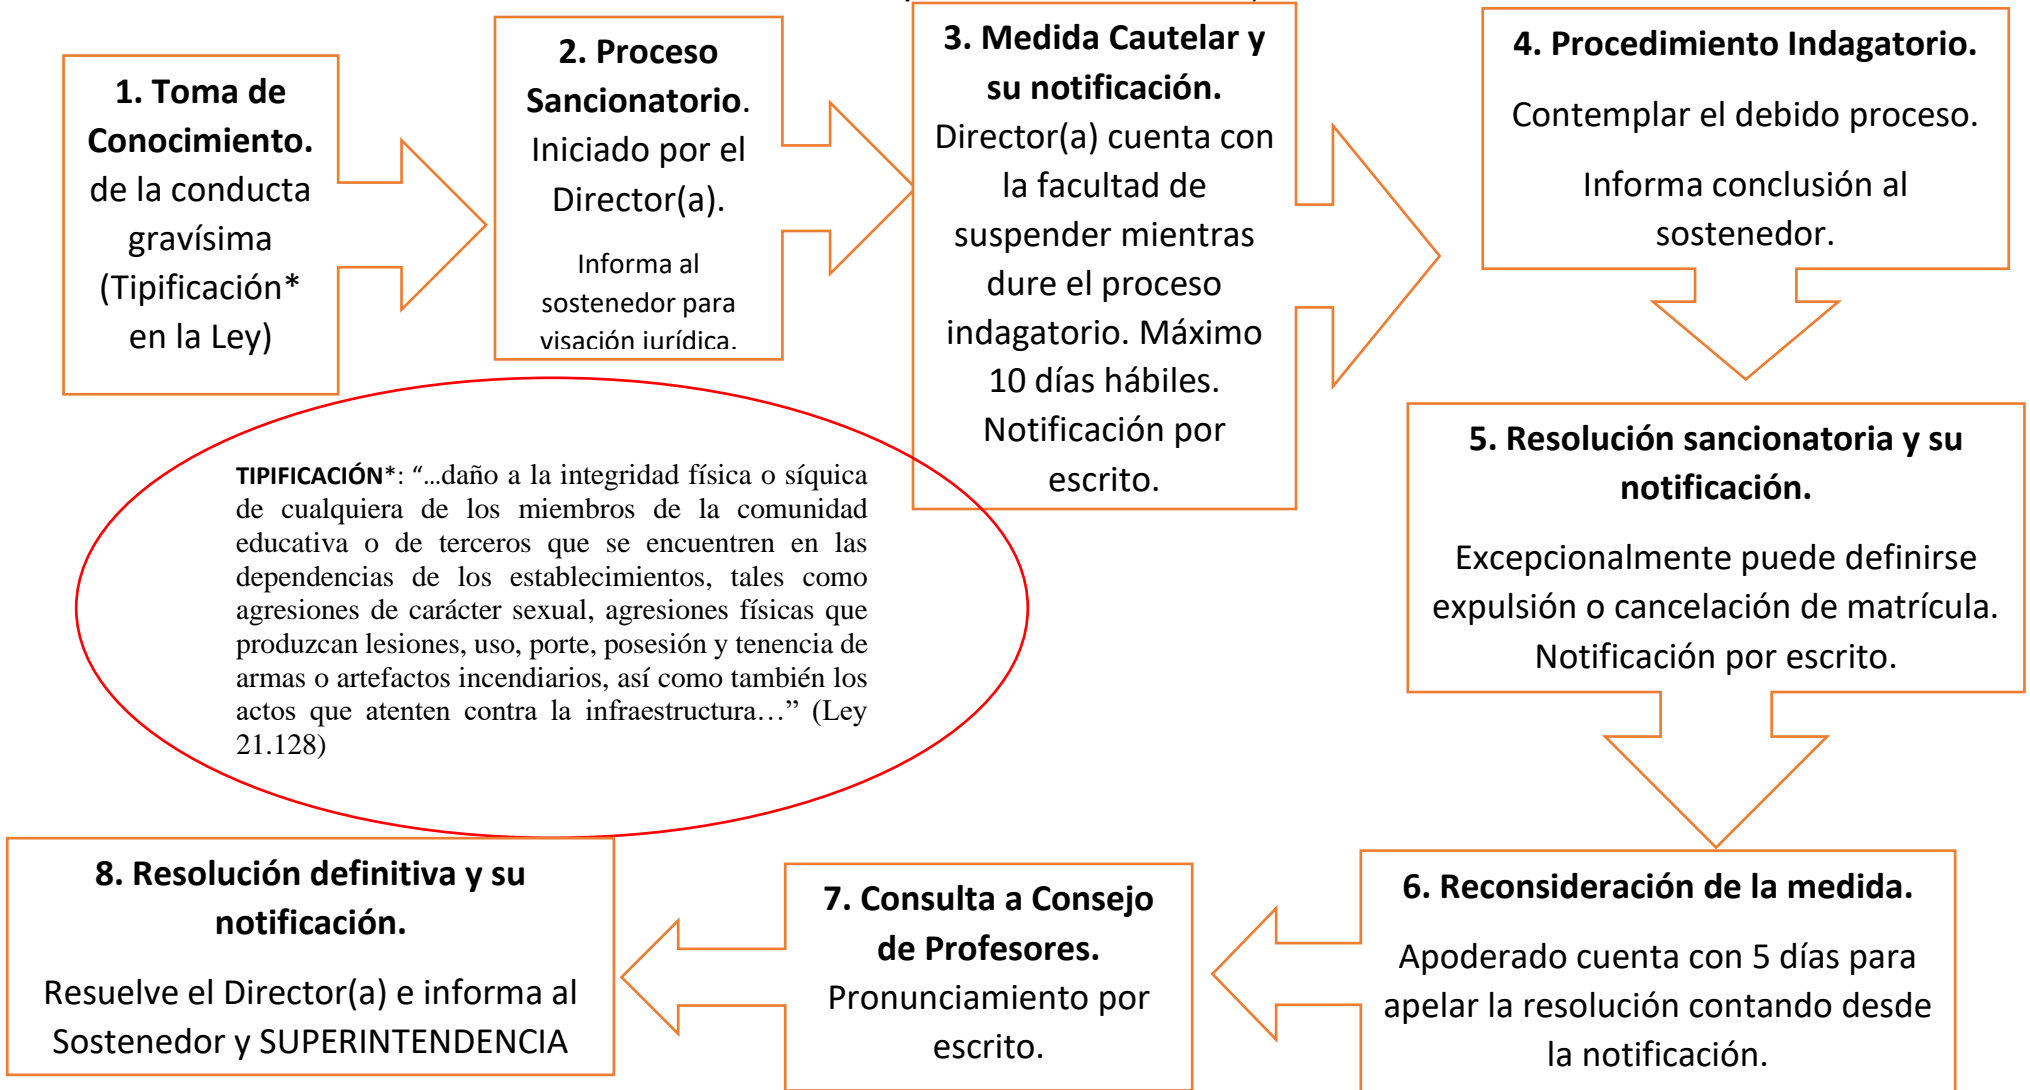 1. Toma de
Conocimiento.
de la conducta
gravísima
(Tipificación*
en la Ley)
2. Proceso
Sancionatorio.
Iniciado por el
Director(a).
Informa al
sostenedor para
visación jurídica.
3. Medida Cautelar y
su notificación.
Director(a) cuenta con
la facultad de
suspender mientras
dure el proceso
indagatorio. Máximo
10 días hábiles.
Notificación por
escrito.
4. Procedimiento Indagatorio.
Contemplar el debido proceso.
Informa conclusión al
sostenedor.
TIPIFICACIÓN*: “…daño a la integridad física o síquica
de cualquiera de los miembros de la comunidad
educativa o de terceros que se encuentren en las
dependencias de los establecimientos, tales como
agresiones de carácter sexual, agresiones físicas que
produzcan lesiones, uso, porte, posesión y tenencia de
armas o artefactos incendiarios, así como también los
actos que atenten contra la infraestructura…” (Ley
21.128)
5. Resolución sancionatoria y su
notificación.
Excepcionalmente puede definirse
expulsión o cancelación de matrícula.
Notificación por escrito.
6. Reconsideración de la medida.
Apoderado cuenta con 5 días para
apelar la resolución contando desde
la notificación.
7. Consulta a Consejo
de Profesores.
Pronunciamiento por
escrito.
8. Resolución definitiva y su
notificación.
Resuelve el Director(a) e informa al
Sostenedor y SUPERINTENDENCIA